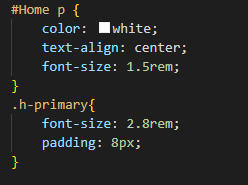 #Home p {
    color: white;
    text-align: center;
    font-size: 1.5rem;
}
.h-primary{
    font-size: 2.8rem;
    padding: 8px;
}